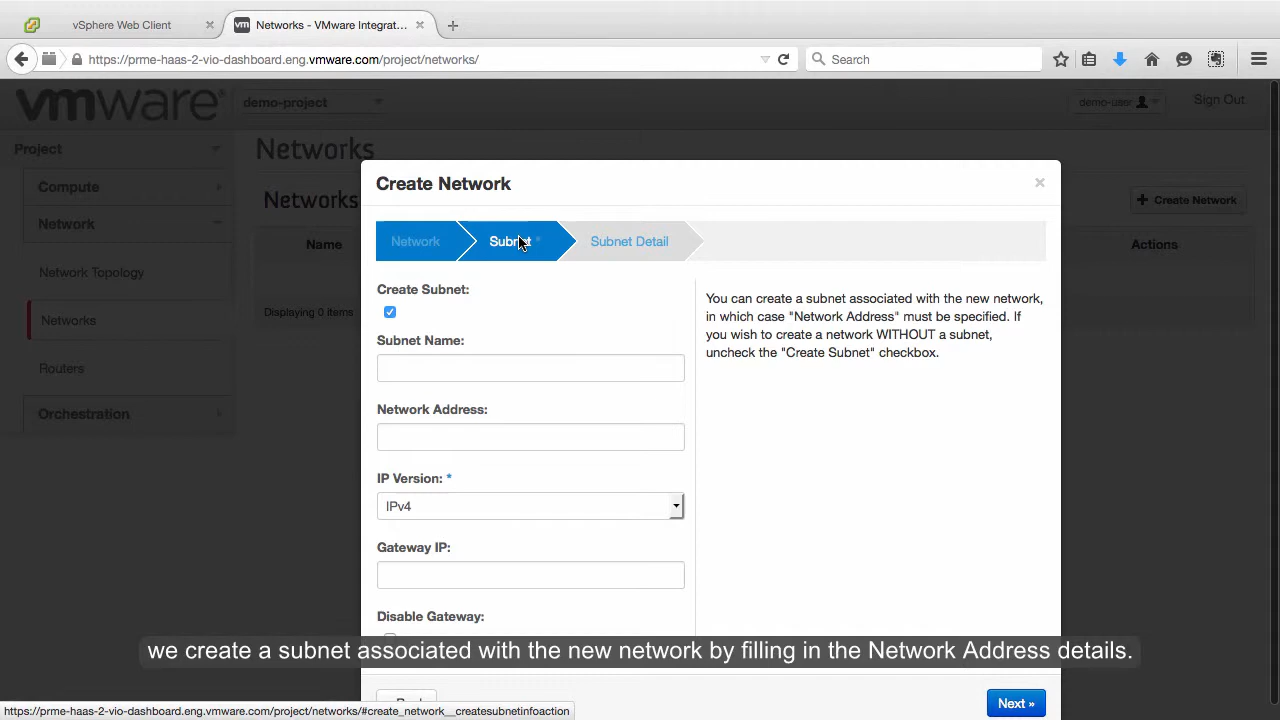 vSphere Web Client
Networks - VMware Integrat...
https://prme-haas-2-vio-dashboard.eng.vmware.com/project/networks/
Search
vmware®
demo-project
demo-user
Sign Out
Project
Compute
Network
Network Topology
Networks
Routers
Orchestration
Networks
Networks
+ Create Network
Name
Actions
Displaying 0 items
Create Network
×
Network
Subnet *
Subnet Detail
Create Subnet:
Subnet Name:
Network Address:
IP Version: *
IPv4
Gateway IP:
Disable Gateway:
You can create a subnet associated with the new network,
in which case "Network Address" must be specified. If
you wish to create a network WITHOUT a subnet,
uncheck the "Create Subnet" checkbox.
we create a subnet associated with the new network by filling in the Network Address details.
Next »
https://prme-haas-2-vio-dashboard.eng.vmware.com/project/networks/#create_network__createsubnetinfoaction